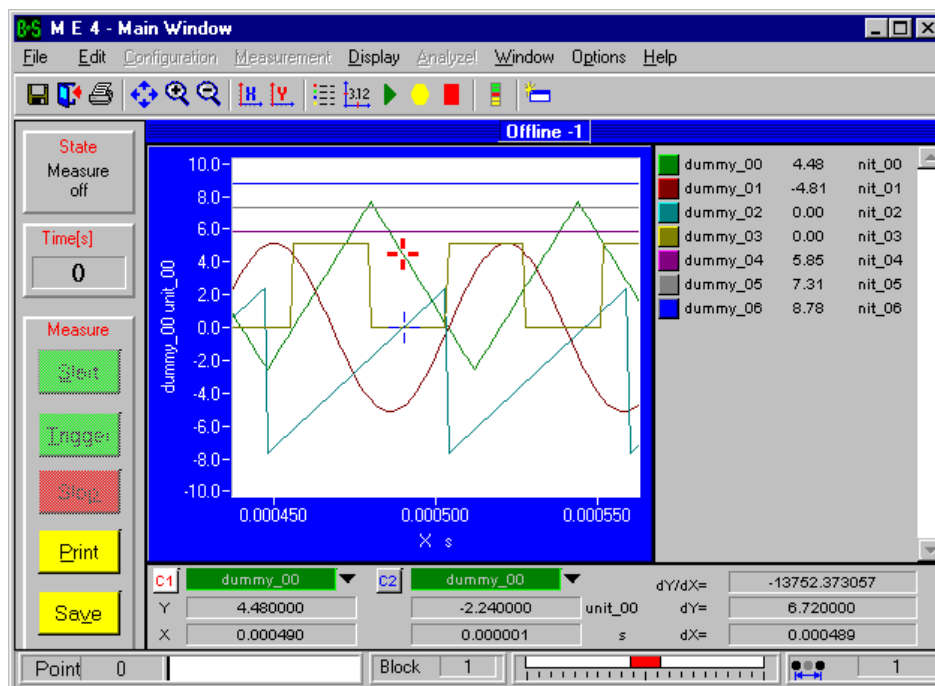 B&S M E 4 - Main Window
File Edit Configuration Measurement Display Analyze! Window Options Help
3.12
Offline -1
State
Measure
off
Time[s]
0
Measure
Start
Trigger
Stop
Print
Save
dummy_00 unit_00
10.0
8.0
6.0
4.0
2.0
0.0
-2.0
-4.0
-6.0
-8.0
-10.0
0.000450 0.000500 0.000550
X s
dummy_00 4.48 nit_00
dummy_01 -4.81 nit_01
dummy_02 0.00 nit_02
dummy_03 0.00 nit_03
dummy_04 5.85 nit_04
dummy_05 7.31 nit_05
dummy_06 8.78 nit_06
C1 dummy_00 C2 dummy_00 dY/dX= -13752.373057
Y 4.480000 -2.240000 unit_00 dY= 6.720000
X 0.000490 0.000001 s dX= 0.000489
Point 0 Block 1 1